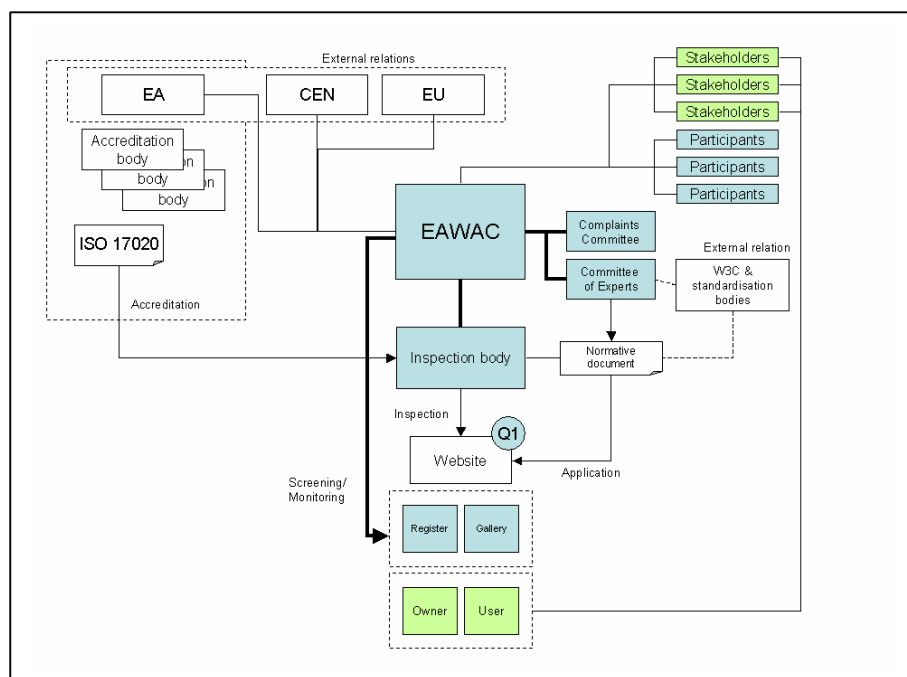 External relations
EA
CEN
EU
Stakeholders
Stakeholders
Stakeholders
Participants
Participants
Participants
Accreditation
body
on
body
on
body
ISO 17020
Accreditation
EAWAC
Complaints
Committee
Committee
of Experts
External relation
W3C &
standardisation
bodies
Inspection body
Normative
document
Inspection
Q1
Website
Application
Screening/
Monitoring
Register
Gallery
Owner
User